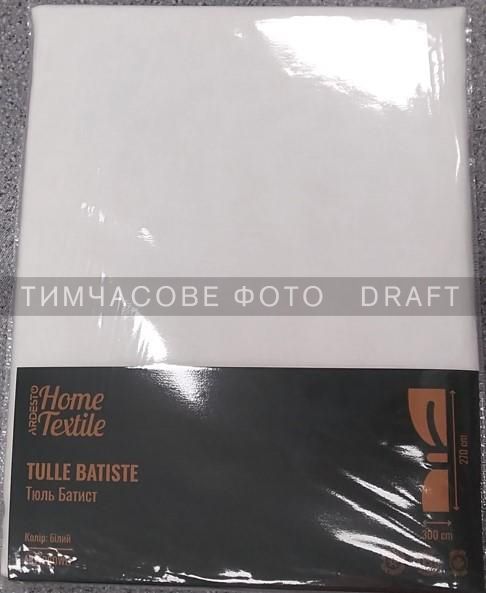 ТИМЧАСОВЕ ФОТО DRAFT
ARDESTO
Home
Textile
TULLE BATISTE
Тюль Батист
270 cm
300 cm
Колір: білий